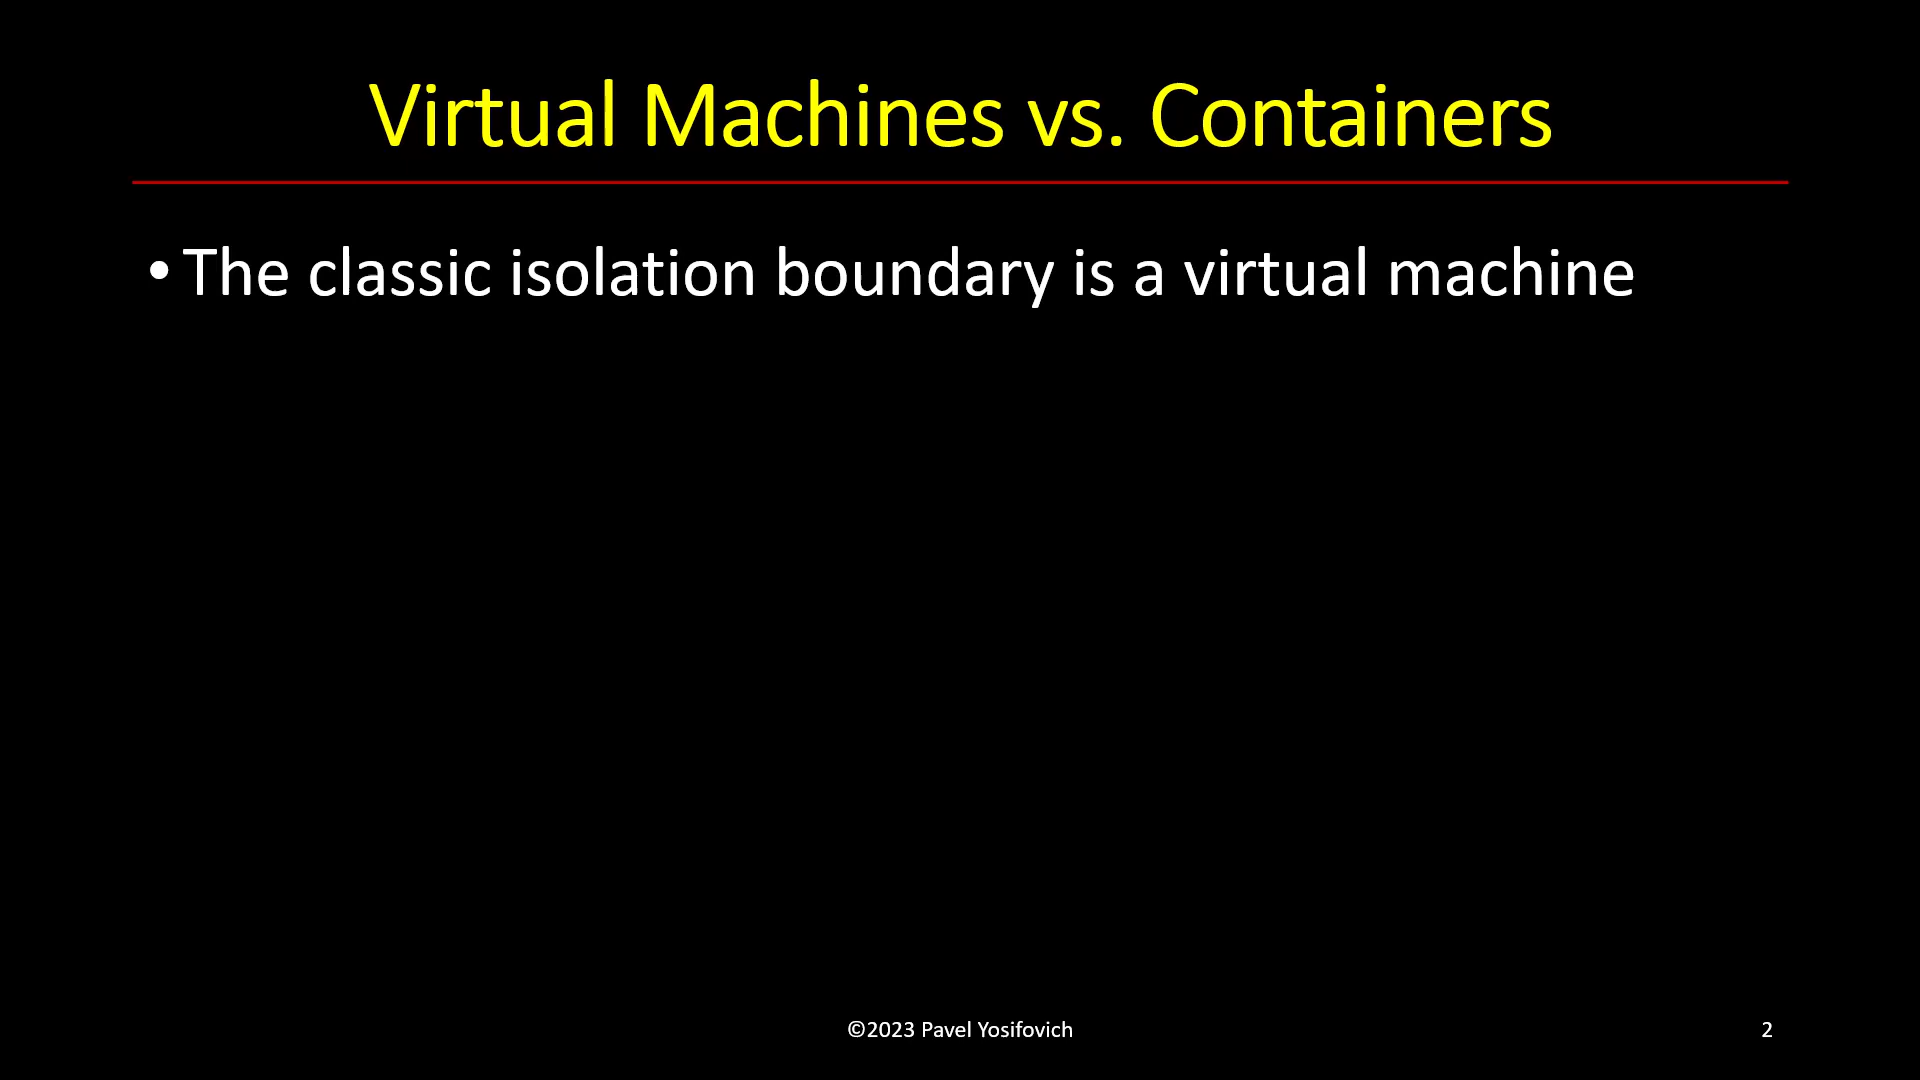 Virtual Machines vs. Containers
• The classic isolation boundary is a virtual machine
©2023 Pavel Yosifovich
2